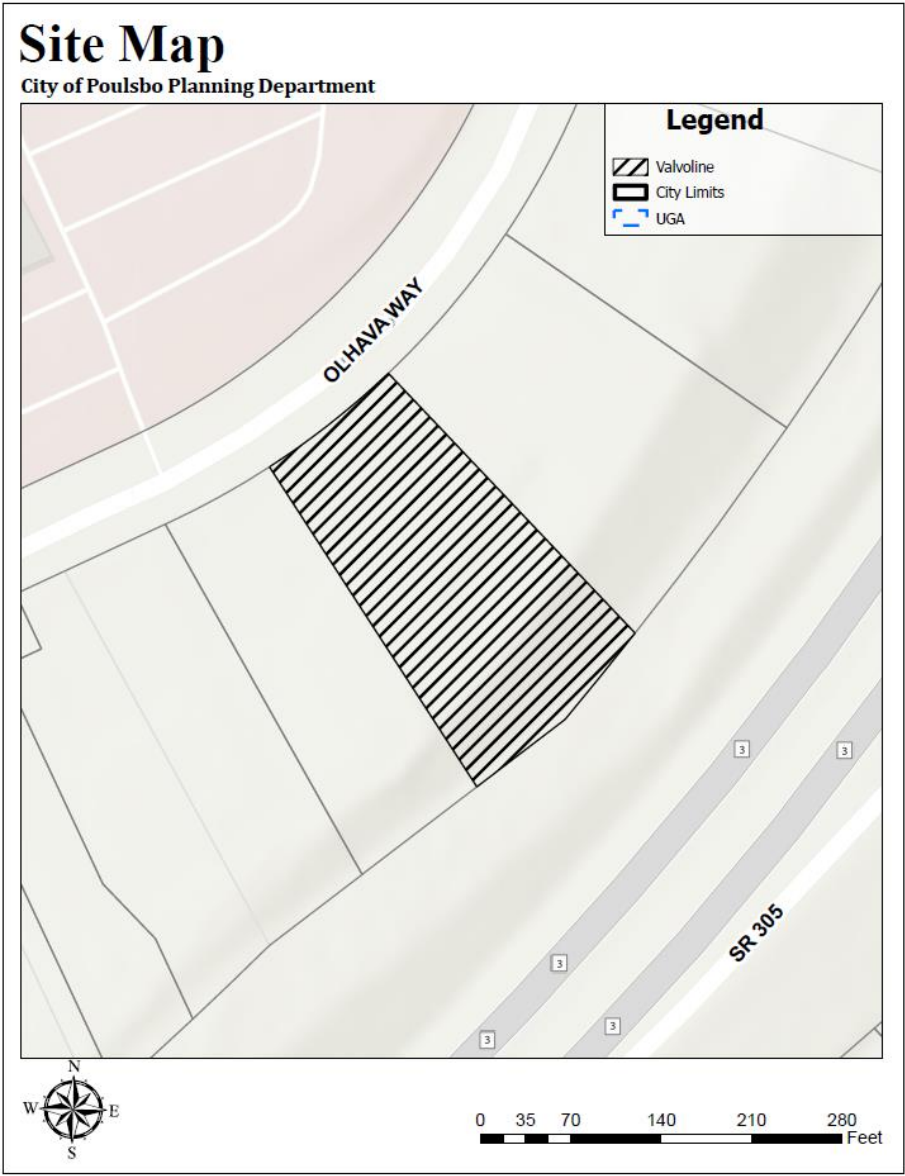 Site Map
City of Poulsbo Planning Department
Legend
Valvoline
City Limits
UGA
OLHAVA WAY
3
3
SR 305
3
3
3
N
W E
S
0 35 70 140 210 280
Feet